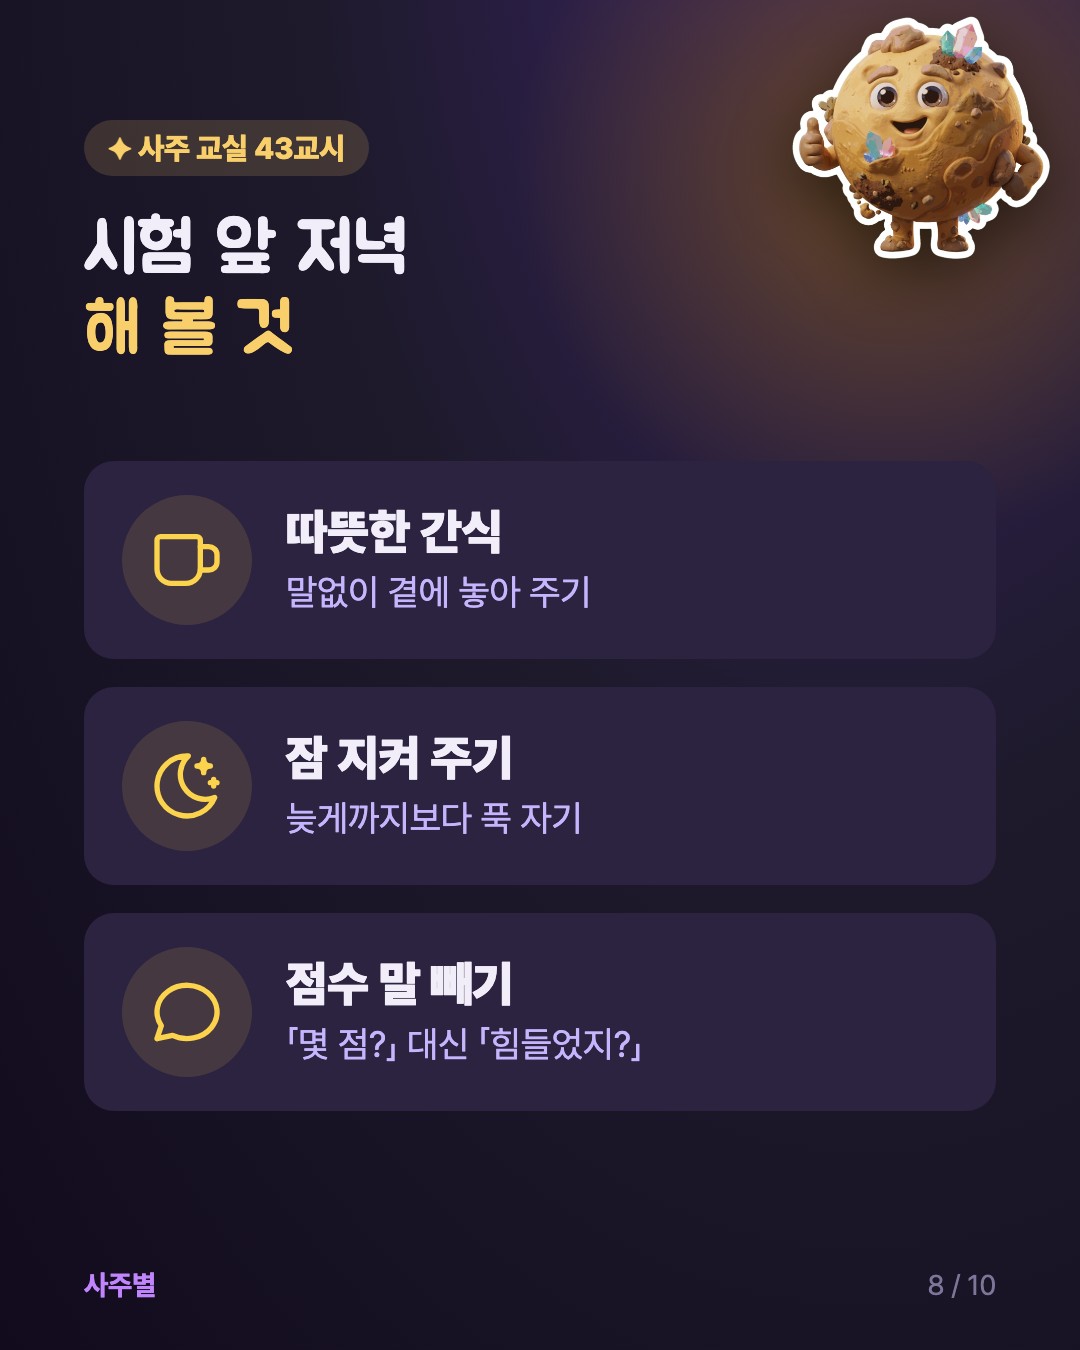 ✦ 사주 교실 43교시
시험 앞 저녁
해 볼 것
따뜻한 간식
말없이 곁에 놓아 주기
잠 지켜 주기
늦게까지보다 푹 자기
점수 말 빼기
「몇 점?」 대신 「힘들었지?」
사주별
8 / 10